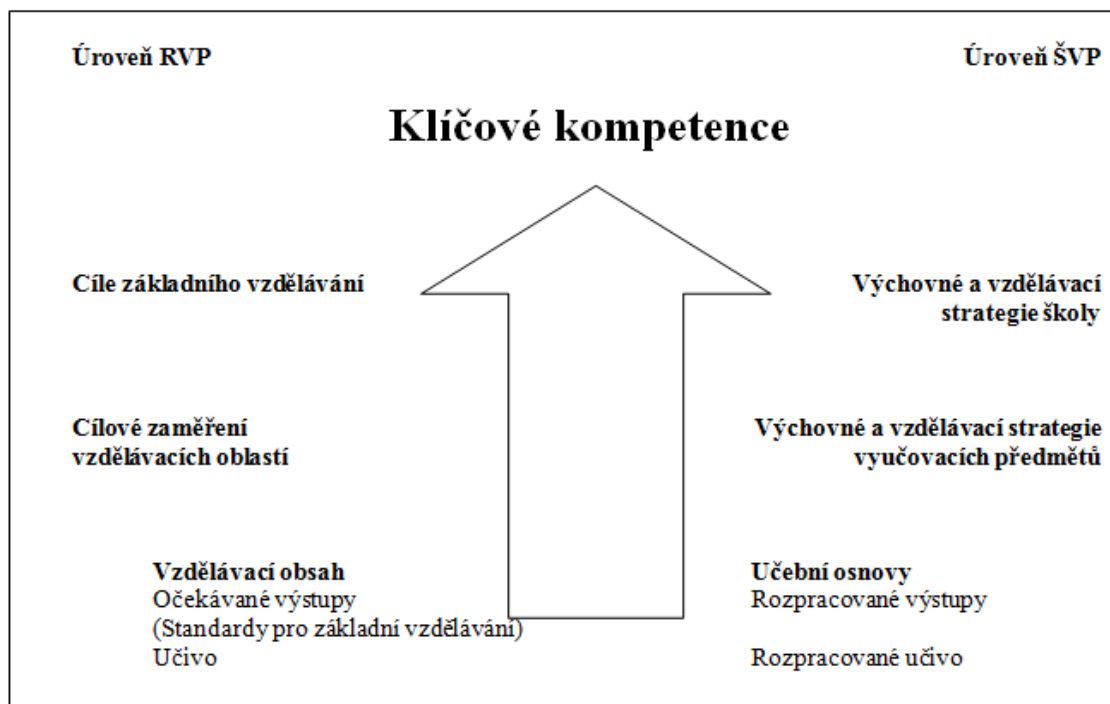 Úroveň RVP
Úroveň ŠVP
Klíčové kompetence
Cíle základního vzdělávání
Výchovné a vzdělávací
strategie školy
Cílové zaměření
vzdělávacích oblastí
Výchovné a vzdělávací strategie
vyučovacích předmětů
Vzdělávací obsah
Očekávané výstupy
(Standardy pro základní vzdělávání)
Učivo
Učební osnovy
Rozpracované výstupy
Rozpracované učivo